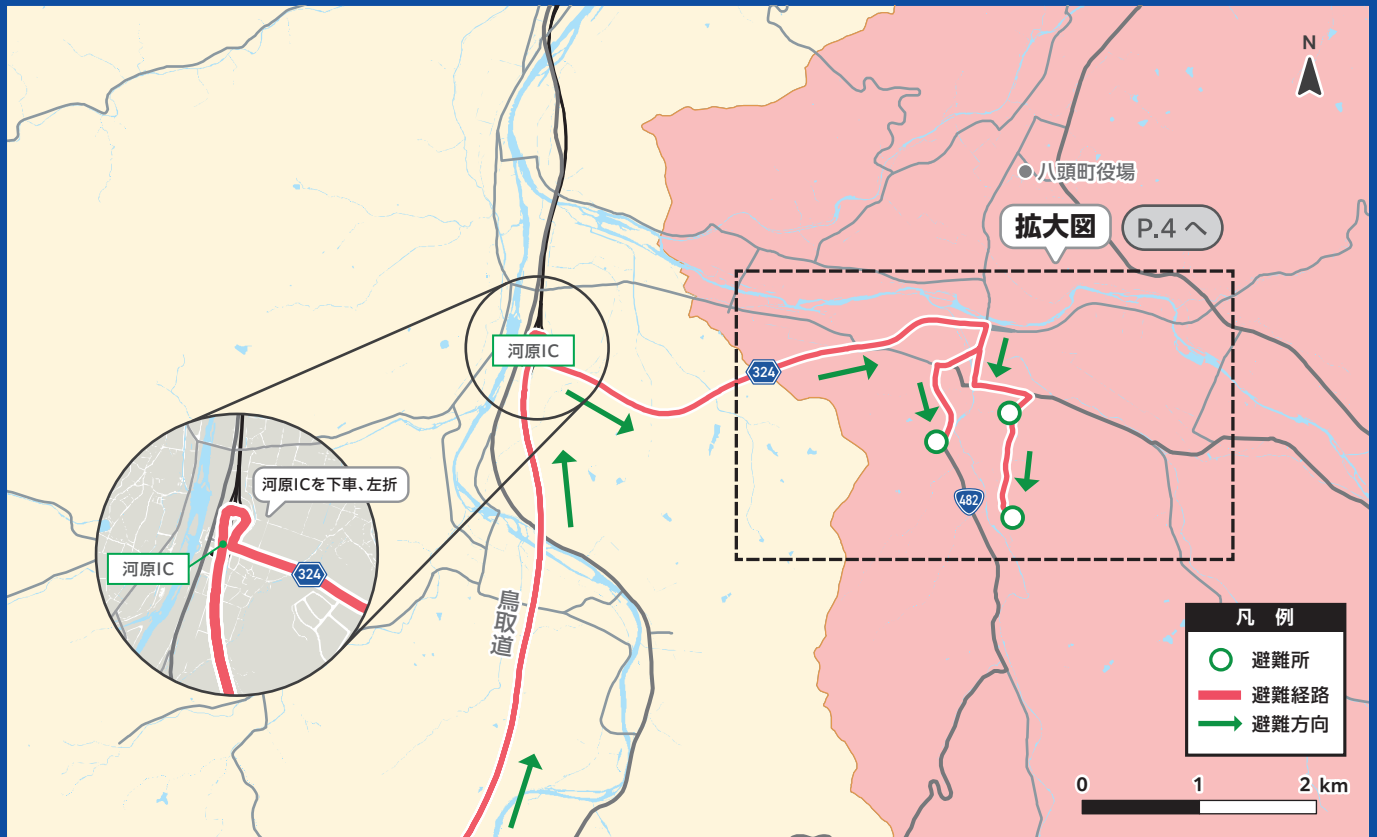 N
八頭町役場
拡大図
P.4 へ
河原IC
324
482
河原ICを下車、左折
河原IC
324
鳥取道
凡 例
避難所
避難経路
避難方向
0 1 2 km